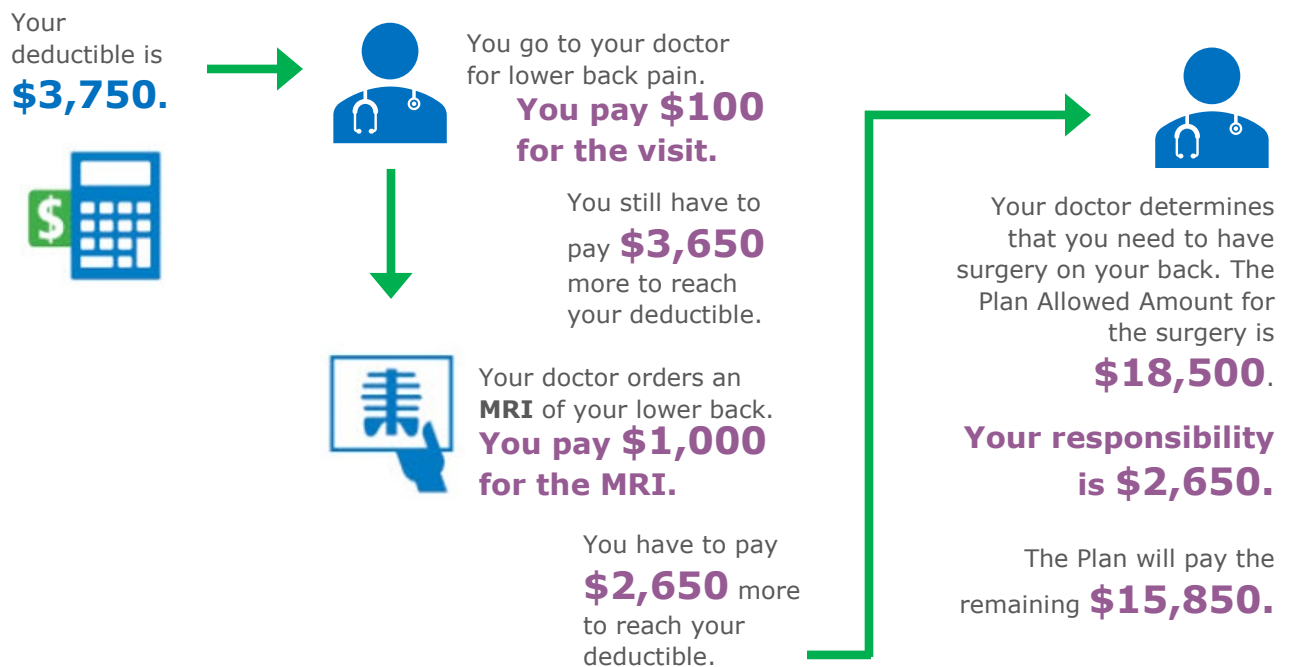 Your
deductible is
$3,750.
$
You go to your doctor
for lower back pain.
You pay $100
for the visit.
You still have to
pay $3,650
more to reach
your deductible.
Your doctor orders an
MRI of your lower back.
You pay $1,000
for the MRI.
You have to pay
$2,650 more
to reach your
deductible.
Your doctor determines
that you need to have
surgery on your back. The
Plan Allowed Amount for
the surgery is
$18,500.
Your responsibility
is $2,650.
The Plan will pay the
remaining $15,850.